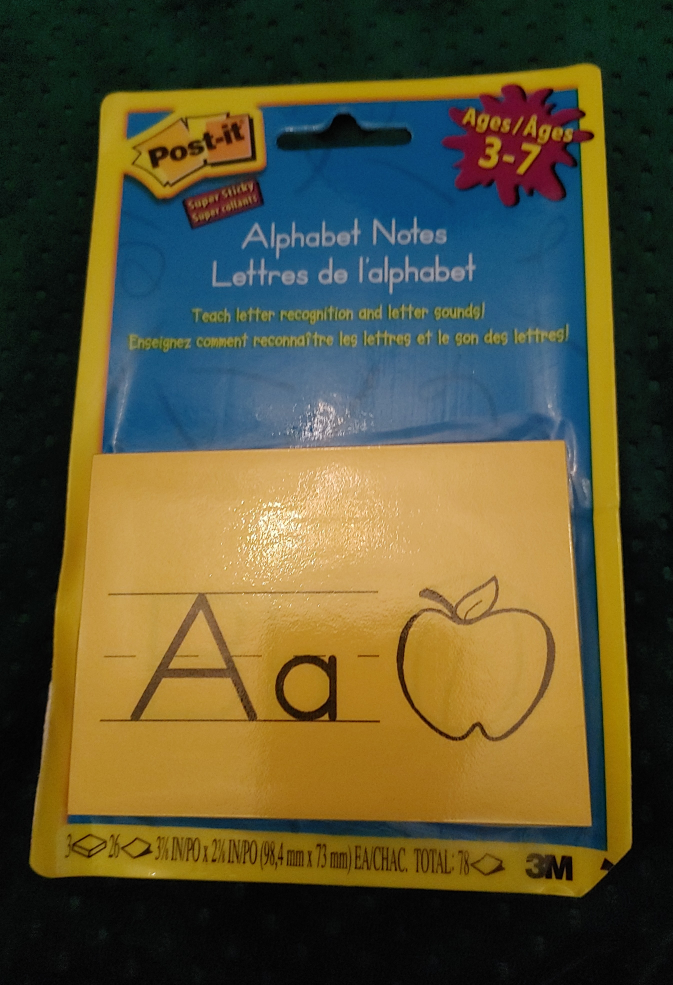 Post-it
Super Sticky
Super collants
Ages/Âges
3-7
Alphabet Notes
Lettres de l'alphabet
Teach letter recognition and letter sounds!
Enseignez comment reconnaître les lettres et le son des lettres!
Aa
3 26 3⅞ IN/PO x 2⅞ IN/PO (98,4 mm x 73 mm) EA/CHAC. TOTAL: 78 3M